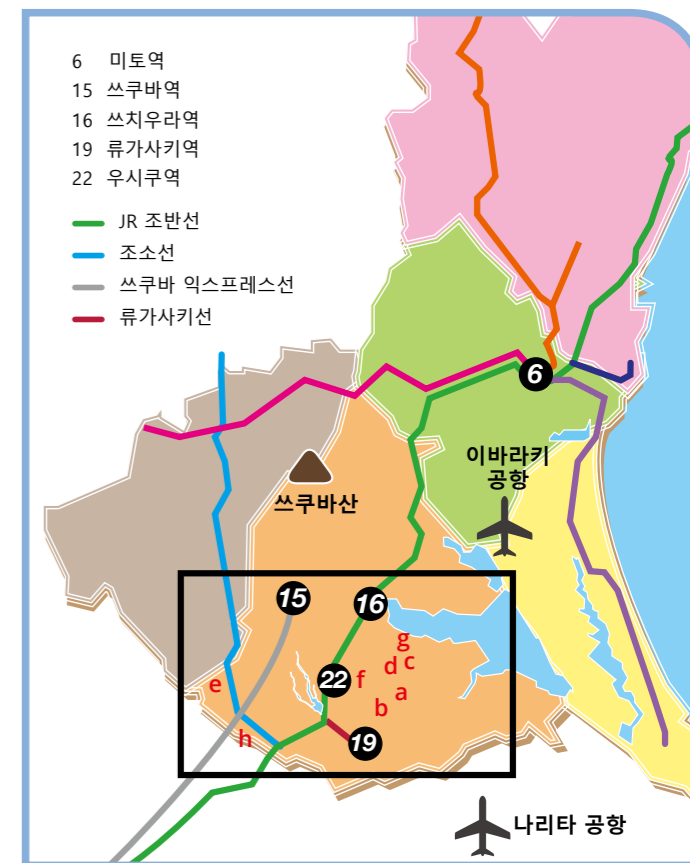 6 미토역
15 쓰쿠바역
16 쓰치우라역
19 류가사키역
22 우시쿠역
JR 조반선
조소선
쓰쿠바 익스프레스선
류가사키선
6
이바라키
공항
쓰쿠바산
15
16
g
c
d
22
f
e
a
b
h
19
나리타 공항